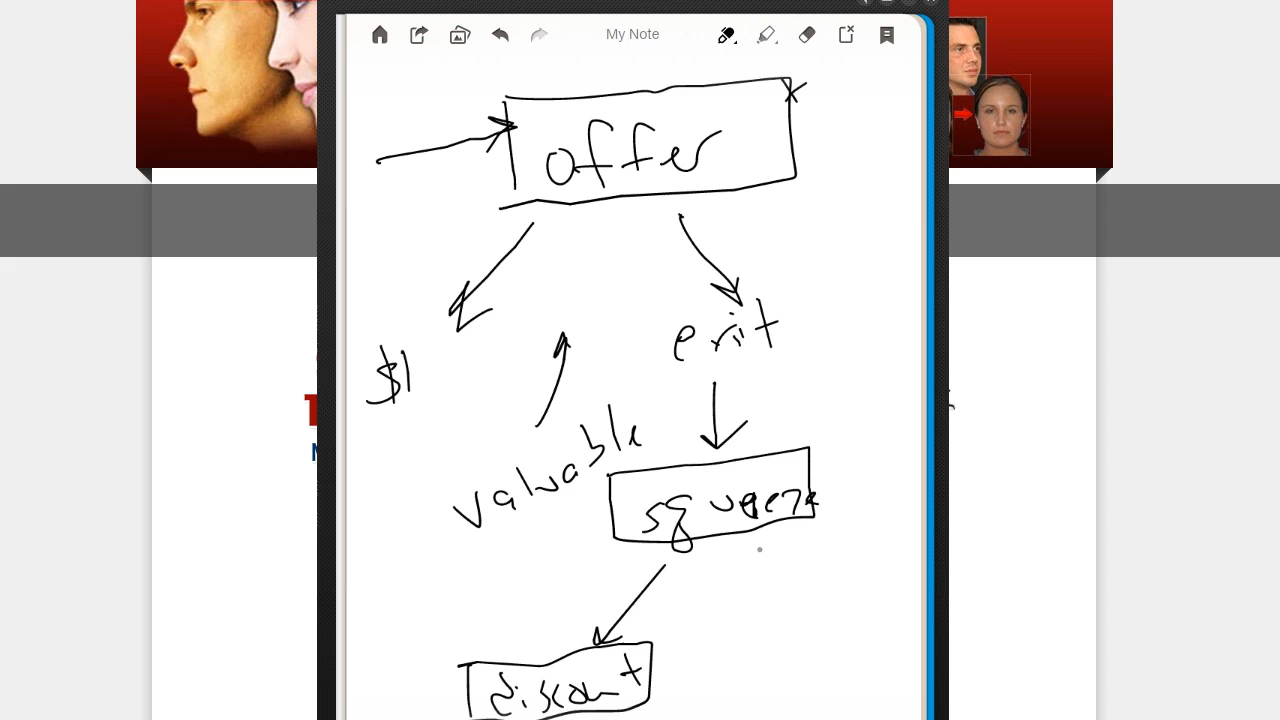 My Note
offer
$1
exit
valuable
squeeze
discount